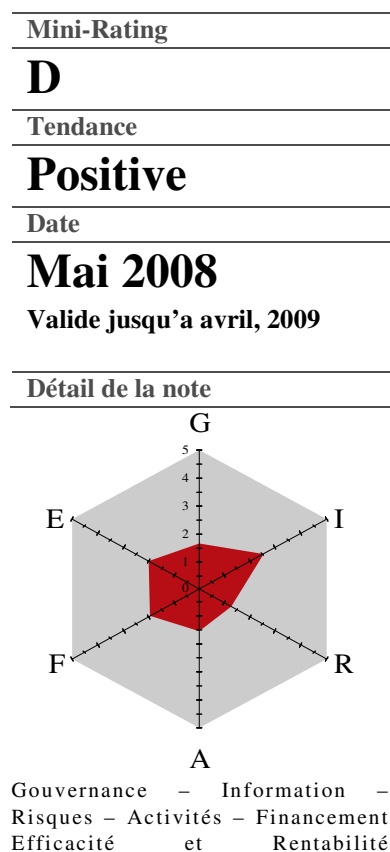 Mini-Rating
D
Tendance
Positive
Date
Mai 2008
Valide jusqu’a avril, 2009
Détail de la note
G
5
4
3
2
1
0
E
I
F
R
A
Gouvernance – Information –
Risques – Activités – Financement
Efficacité et Rentabilité